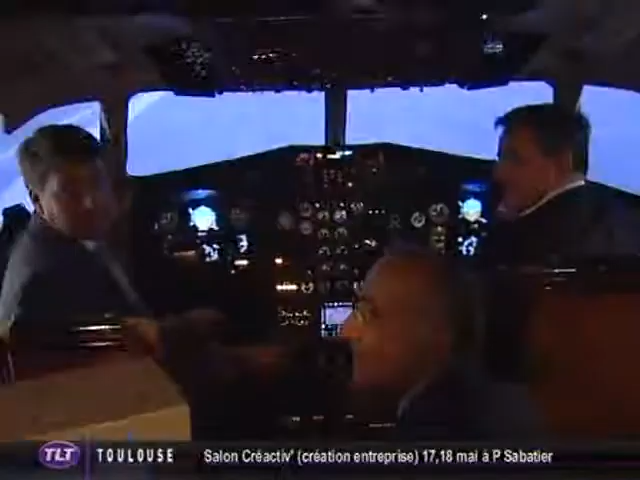 TLT TOULOUSE Salon Créactiv' (création entreprise) 17,18 mai à P Sabatier